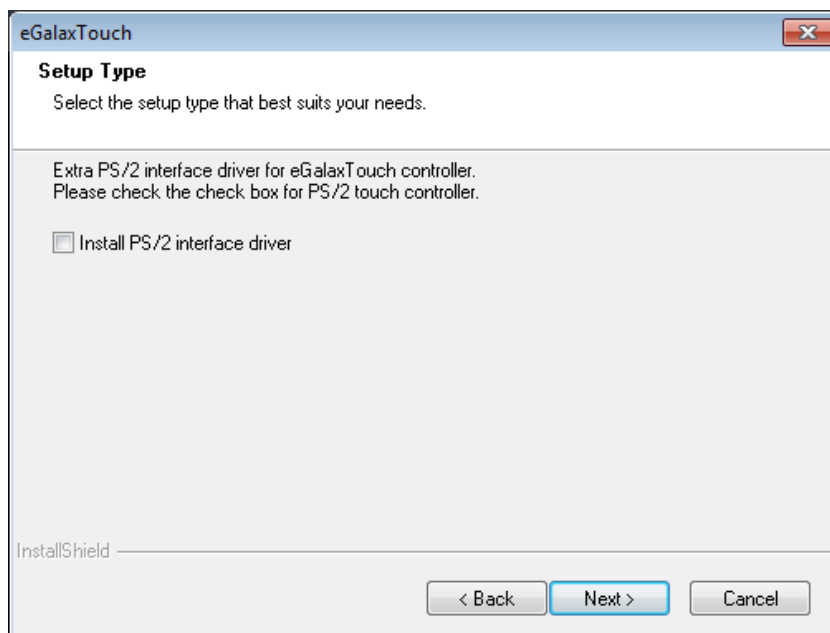 eGalaxTouch
Setup Type
Select the setup type that best suits your needs.
Extra PS/2 interface driver for eGalaxTouch controller.
Please check the check box for PS/2 touch controller.
Install PS/2 interface driver
InstallShield
< Back
Next >
Cancel